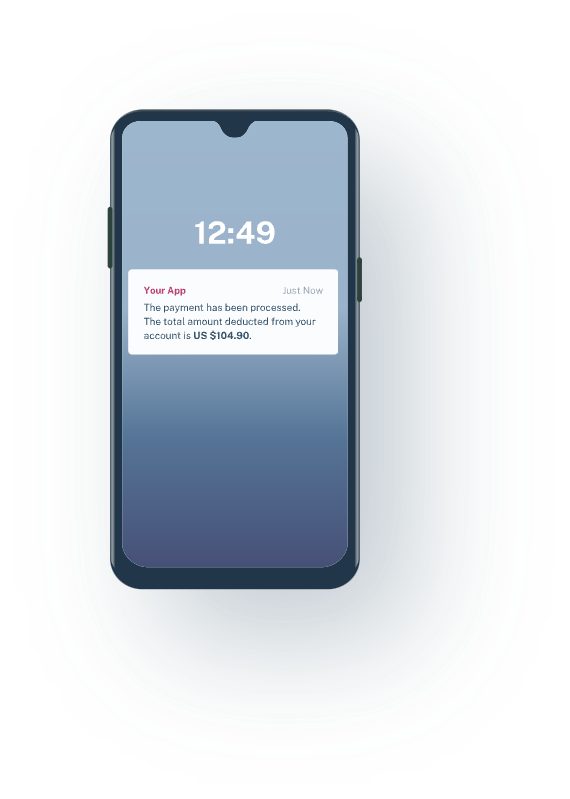 12:49
Your App Just Now
The payment has been processed.
The total amount deducted from your
account is US $104.90.